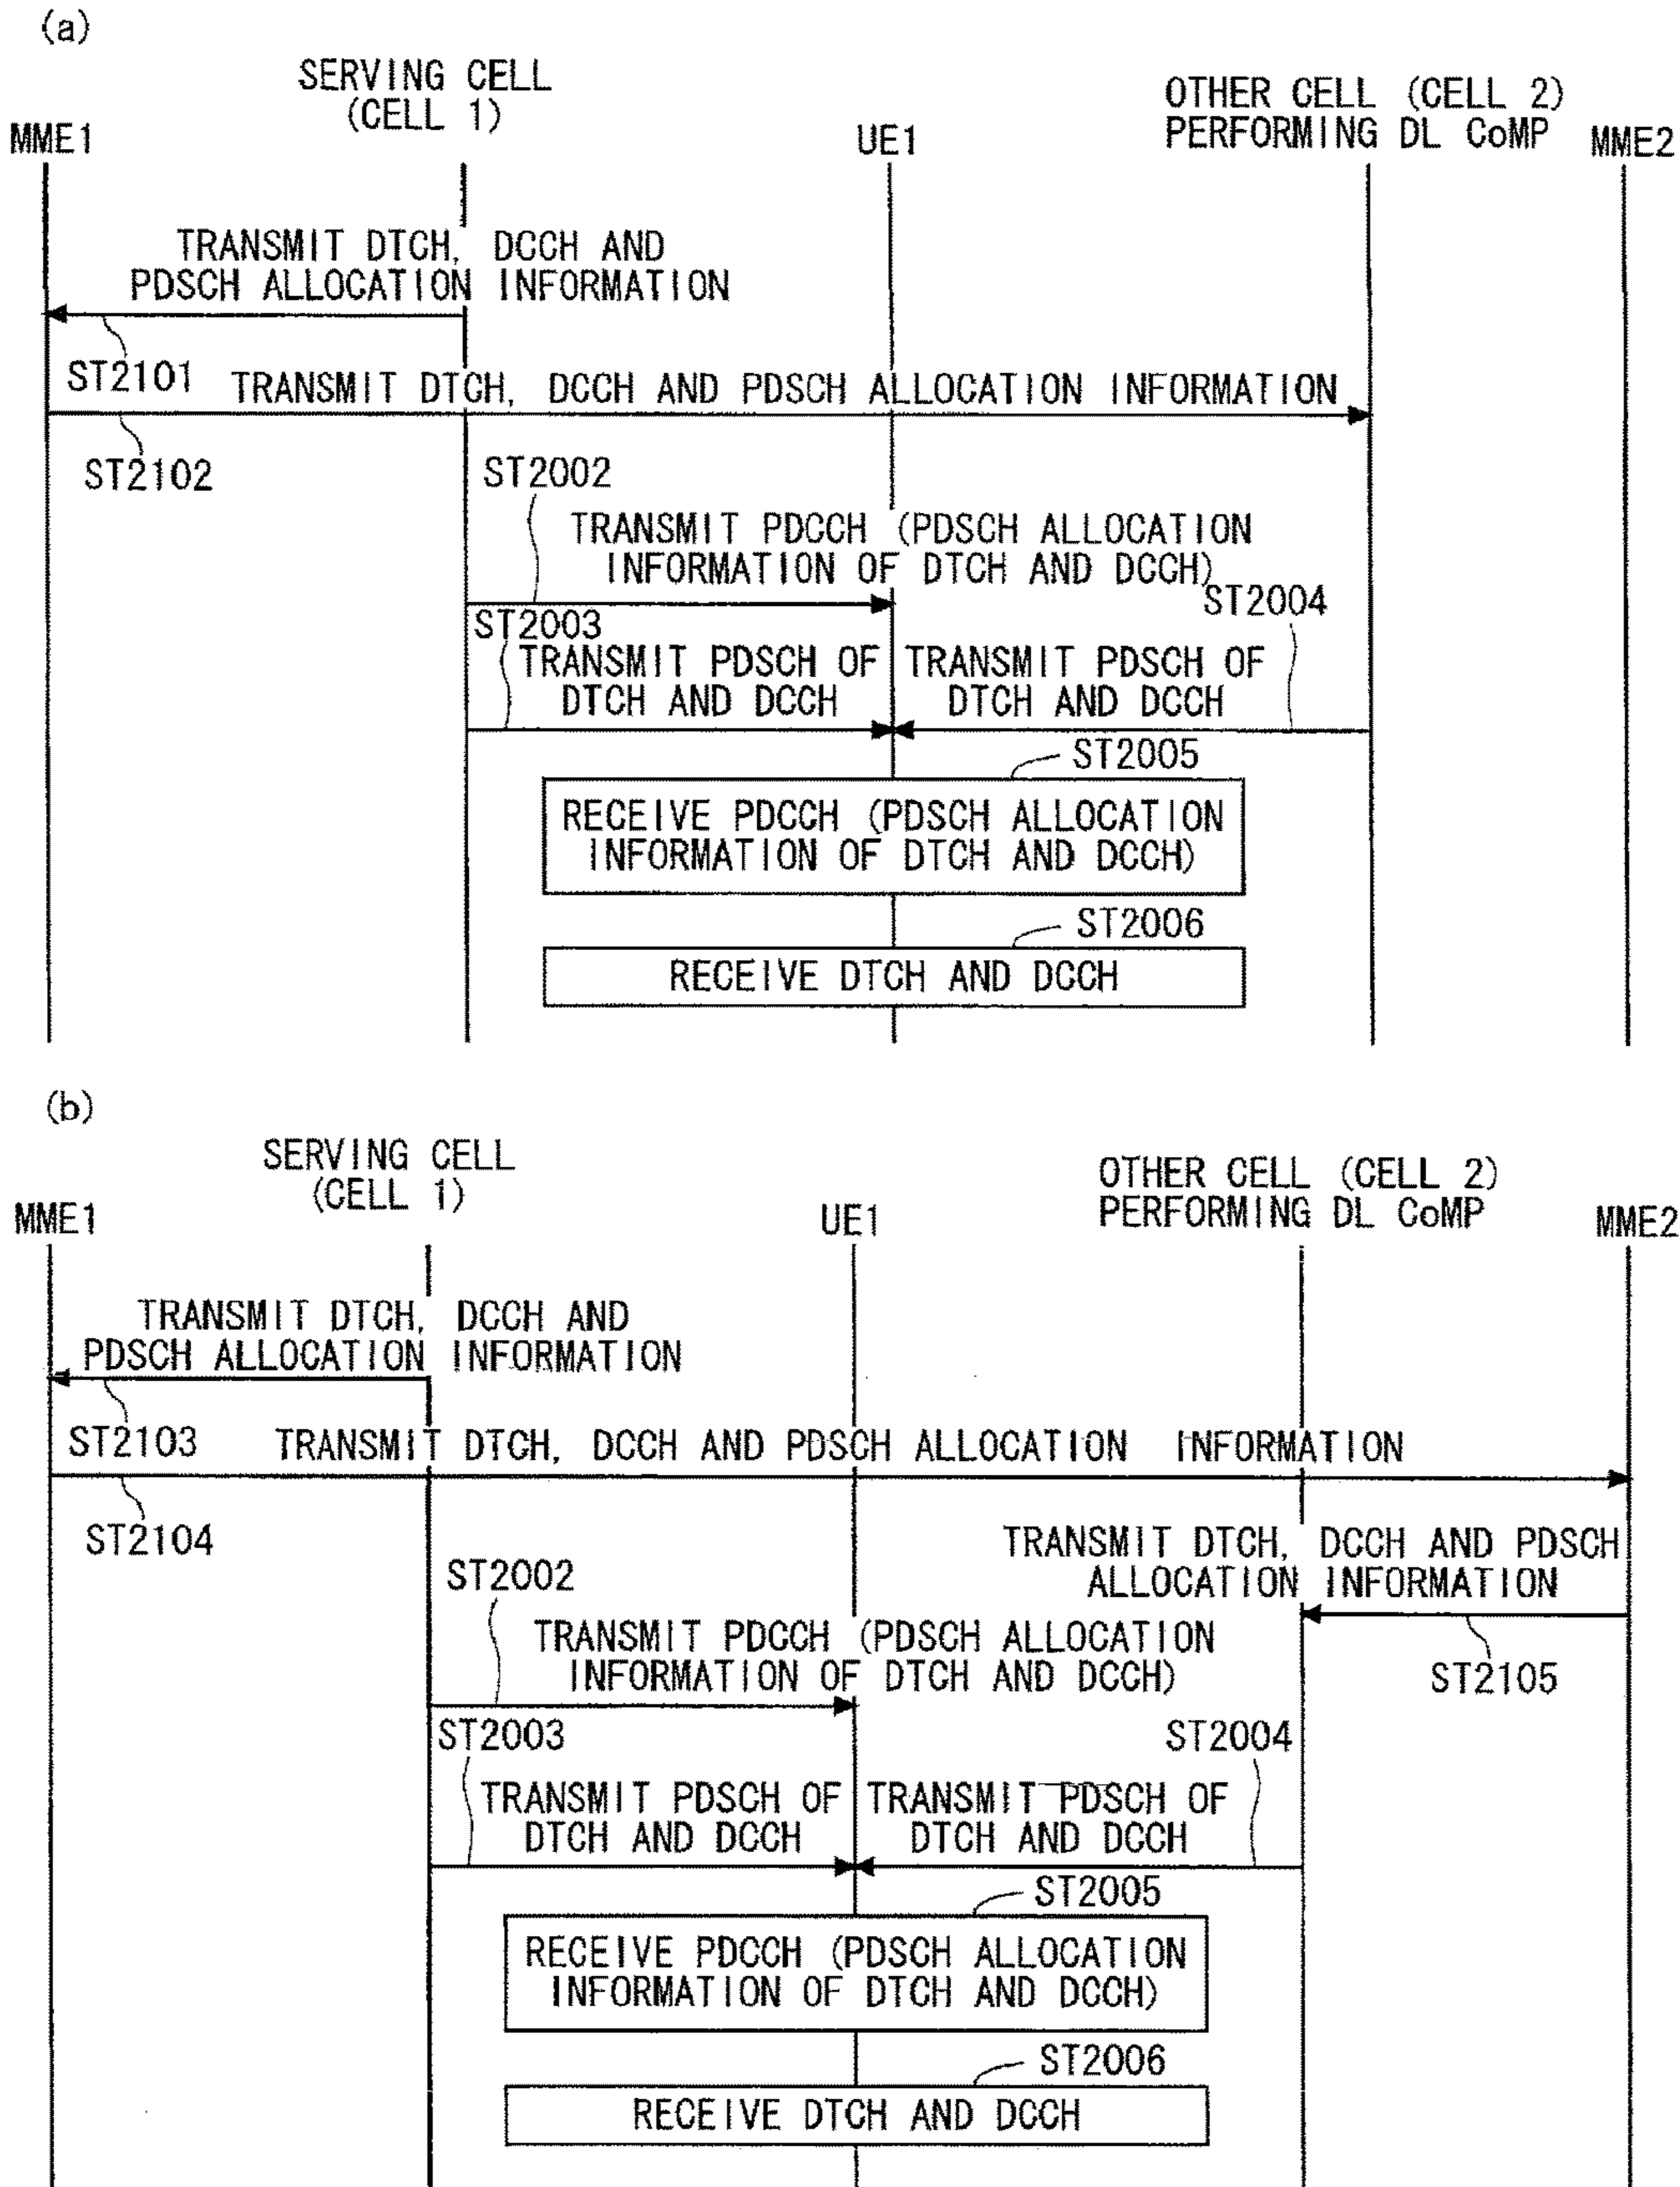 (a)
SERVING CELL
(CELL 1)
OTHER CELL (CELL 2)
PERFORMING DL CoMP
MME1
UE1
MME2
TRANSMIT DTCH, DCCH AND
PDSCH ALLOCATION INFORMATION
ST2101
TRANSMIT DTCH, DCCH AND PDSCH ALLOCATION INFORMATION
ST2102
ST2002
TRANSMIT PDCCH (PDSCH ALLOCATION
INFORMATION OF DTCH AND DCCH)
ST2004
ST2003
TRANSMIT PDSCH OF
DTCH AND DCCH
TRANSMIT PDSCH OF
DTCH AND DCCH
ST2005
RECEIVE PDCCH (PDSCH ALLOCATION
INFORMATION OF DTCH AND DCCH)
ST2006
RECEIVE DTCH AND DCCH
(b)
SERVING CELL
(CELL 1)
OTHER CELL (CELL 2)
PERFORMING DL CoMP
MME1
UE1
MME2
TRANSMIT DTCH, DCCH AND
PDSCH ALLOCATION INFORMATION
ST2103
TRANSMIT DTCH, DCCH AND PDSCH ALLOCATION INFORMATION
ST2104
TRANSMIT DTCH, DCCH AND PDSCH
ALLOCATION INFORMATION
ST2002
TRANSMIT PDCCH (PDSCH ALLOCATION
INFORMATION OF DTCH AND DCCH)
ST2105
ST2003
ST2004
TRANSMIT PDSCH OF
DTCH AND DCCH
TRANSMIT PDSCH OF
DTCH AND DCCH
ST2005
RECEIVE PDCCH (PDSCH ALLOCATION
INFORMATION OF DTCH AND DCCH)
ST2006
RECEIVE DTCH AND DCCH